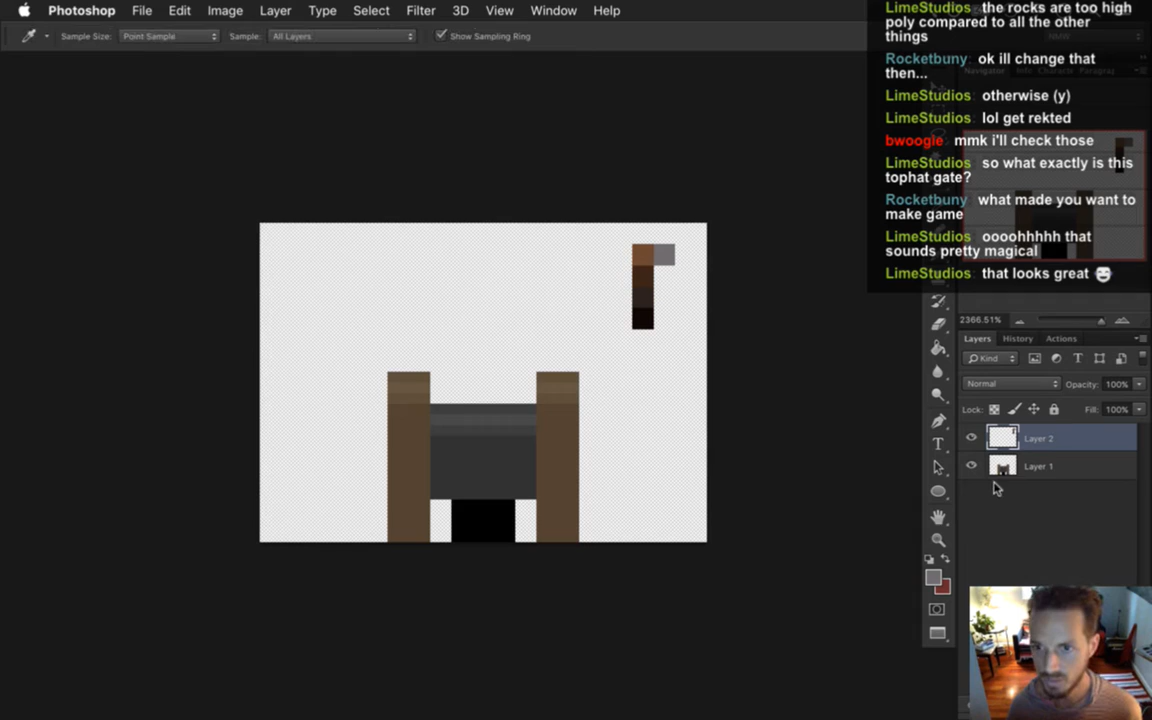 Photoshop File Edit Image Layer Type Select Filter 3D View Window Help
Sample Size: Point Sample Sample: All Layers Show Sampling Ring
LimeStudios: the rocks are too high
poly compared to all the other
things
Rocketbuny: ok ill change that
then...
LimeStudios: otherwise (y)
LimeStudios: lol get rekted
bwoogie: mmk i'll check those
LimeStudios: so what exactly is this
tophat gate?
Rocketbuny: what made you want to
make game
LimeStudios: oooohhhhh that
sounds pretty magical
LimeStudios: that looks great
2366.51%
Layers History Actions
Kind
Normal Opacity: 100%
Lock: Fill: 100%
Layer 2
Layer 1